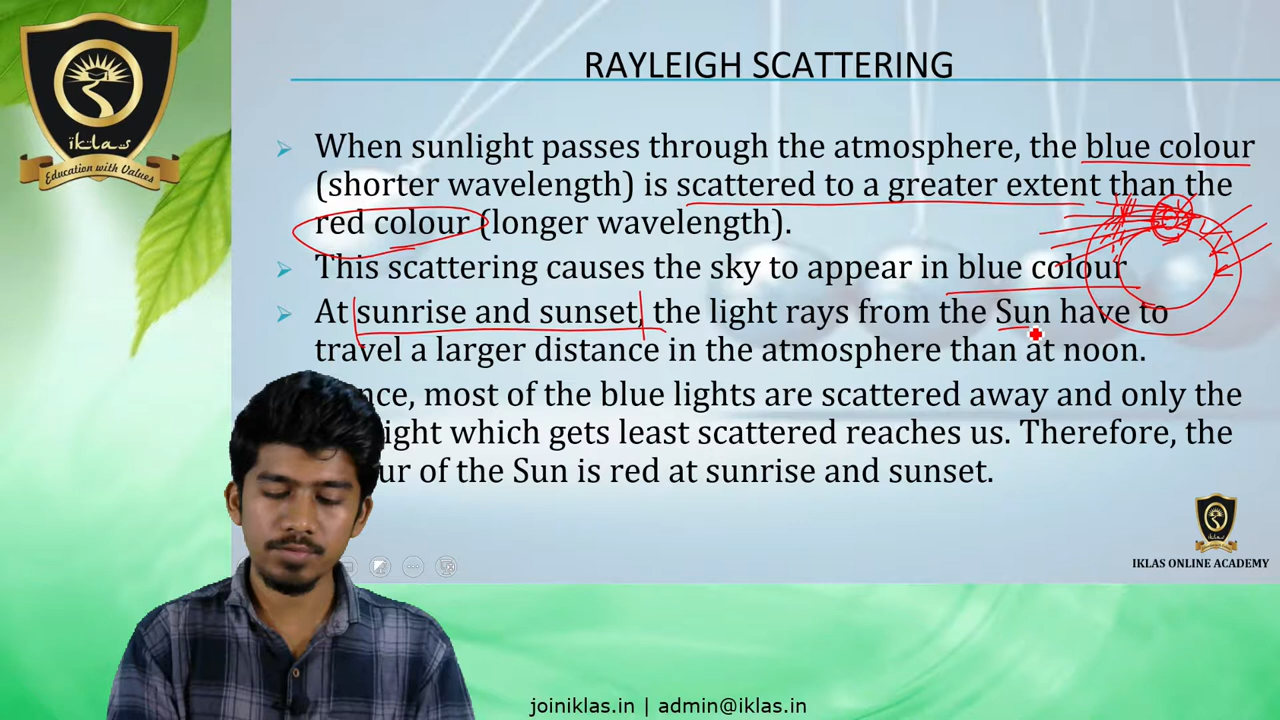 iklas
Education with Values
RAYLEIGH SCATTERING
When sunlight passes through the atmosphere, the blue colour
(shorter wavelength) is scattered to a greater extent than the
red colour (longer wavelength).
This scattering causes the sky to appear in blue colour
At sunrise and sunset, the light rays from the Sun have to
travel a larger distance in the atmosphere than at noon.
most of the blue lights are scattered away and only the
which gets least scattered reaches us. Therefore, the
of the Sun is red at sunrise and sunset.
iklas
IKLAS ONLINE ACADEMY
joiniklas.in | admin@iklas.in